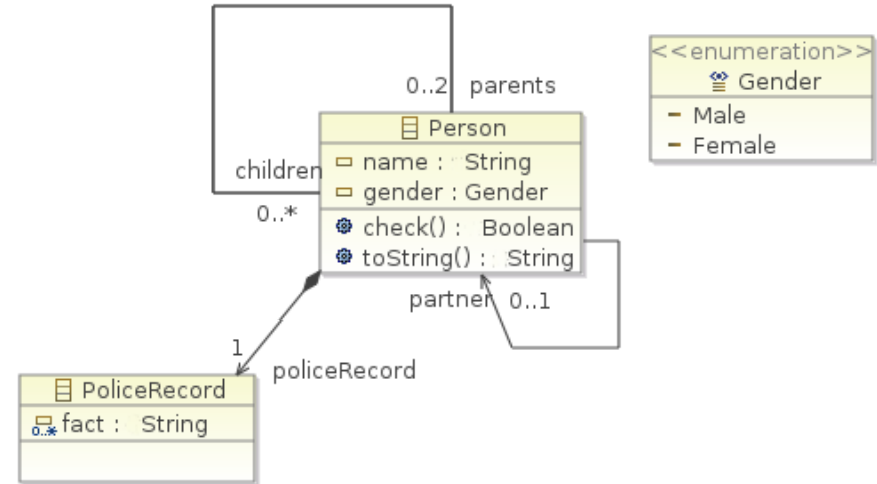 0..2 parents
Person
name : String
gender : Gender
check() : Boolean
toString() : String
children
0..*
partner 0..1
1
policeRecord
PoliceRecord
0..* fact : String
<<enumeration>>
Gender
Male
Female